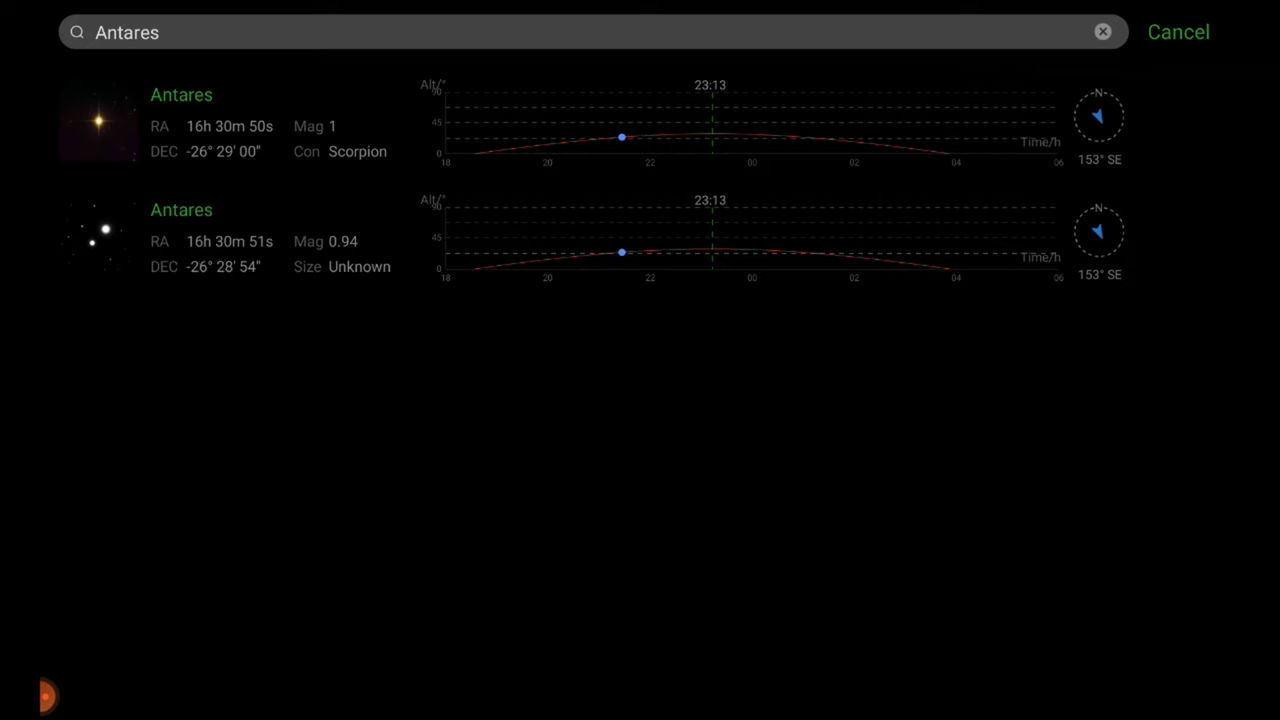 Antares
Cancel
Antares
RA 16h 30m 50s Mag 1
DEC -26° 29' 00" Con Scorpion
Alt/°
23:13
90
45
0
Time/h
18 20 22 00 02 04 06
N
153° SE
Antares
RA 16h 30m 51s Mag 0.94
DEC -26° 28' 54" Size Unknown
Alt/°
23:13
90
45
0
Time/h
18 20 22 00 02 04 06
N
153° SE